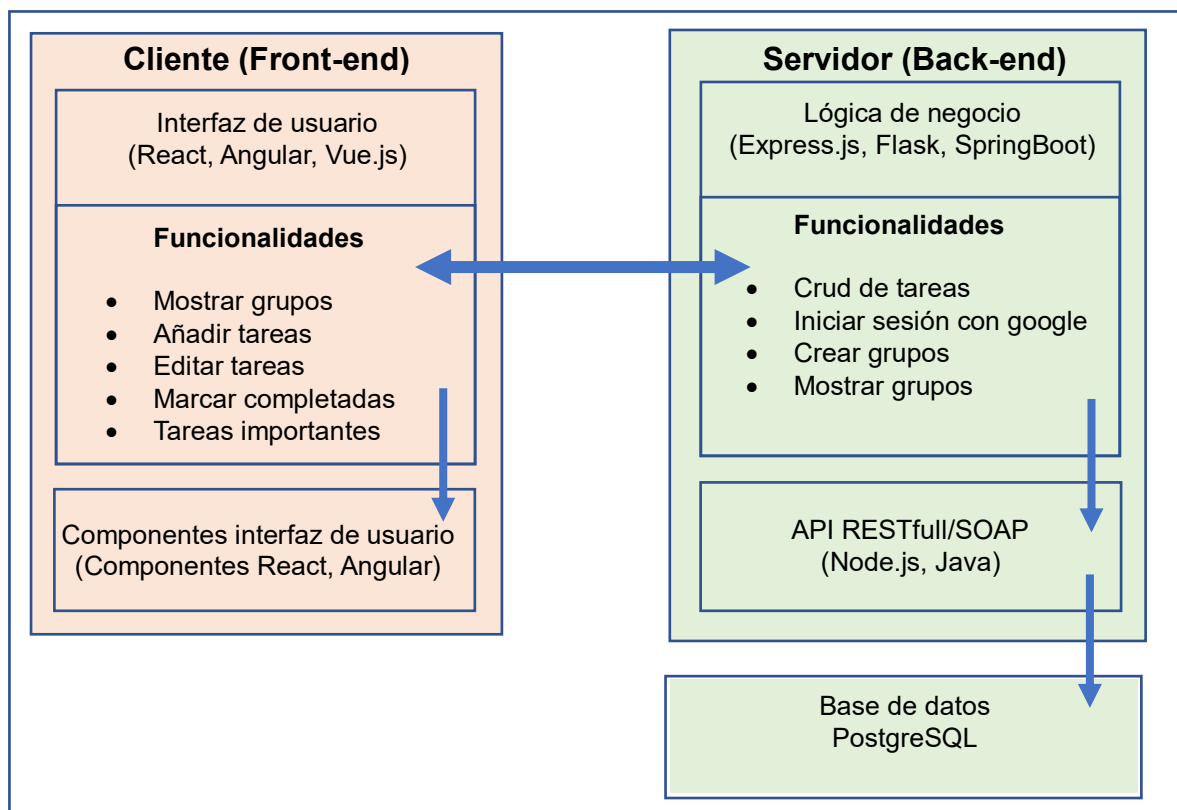 Cliente (Front-end)
Interfaz de usuario
(React, Angular, Vue.js)
Funcionalidades
• Mostrar grupos
• Añadir tareas
• Editar tareas
• Marcar completadas
• Tareas importantes
Componentes interfaz de usuario
(Componentes React, Angular)
Servidor (Back-end)
Lógica de negocio
(Express.js, Flask, SpringBoot)
Funcionalidades
• Crud de tareas
• Iniciar sesión con google
• Crear grupos
• Mostrar grupos
API RESTfull/SOAP
(Node.js, Java)
Base de datos
PostgreSQL